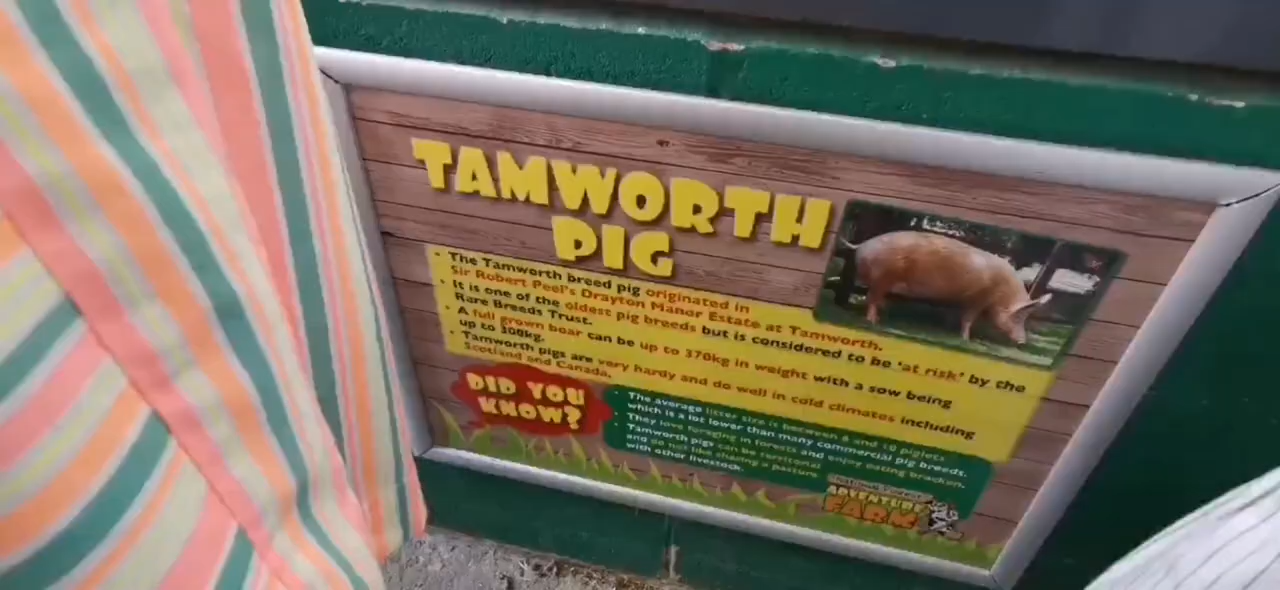 TAMWORTH
PIG
• The Tamworth breed pig originated in
Sir Robert Peel's Drayton Manor Estate at Tamworth.
• It is one of the oldest pig breeds but is considered to be 'at risk' by the
Rare Breeds Trust.
• A full grown boar can be up to 370kg in weight with a sow being
up to 300kg.
• Tamworth pigs are very hardy and do well in cold climates including
Scotland and Canada.
DID YOU
KNOW?
• The average litter size is between 6 and 10 piglets
which is a lot lower than many commercial pig breeds.
• They love foraging in forests and enjoy eating bracken.
• Tamworth pigs can be territorial
and do not like sharing a pasture
with other livestock.
National Forest
ADVENTURE
FARM